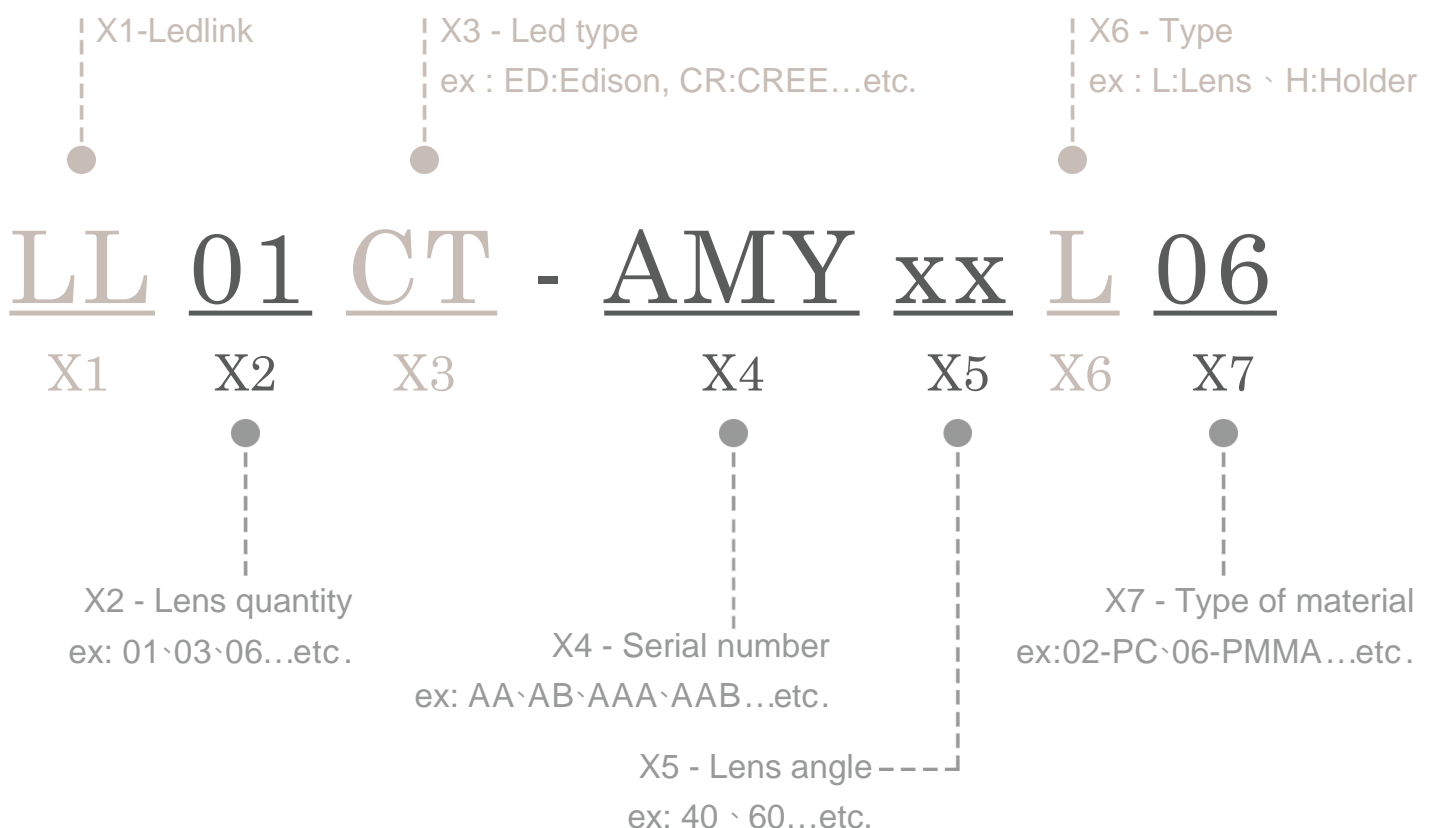 X1-Ledlink
X3 - Led type
ex : ED:Edison, CR:CREE…etc.
X6 - Type
ex : L:Lens、H:Holder
LL 01 CT - AMY xx L 06
X1 X2 X3 X4 X5 X6 X7
X2 - Lens quantity
ex: 01、03、06…etc.
X4 - Serial number
ex: AA、AB、AAA、AAB…etc.
X7 - Type of material
ex:02-PC、06-PMMA…etc.
X5 - Lens angle
ex: 40 、60…etc.